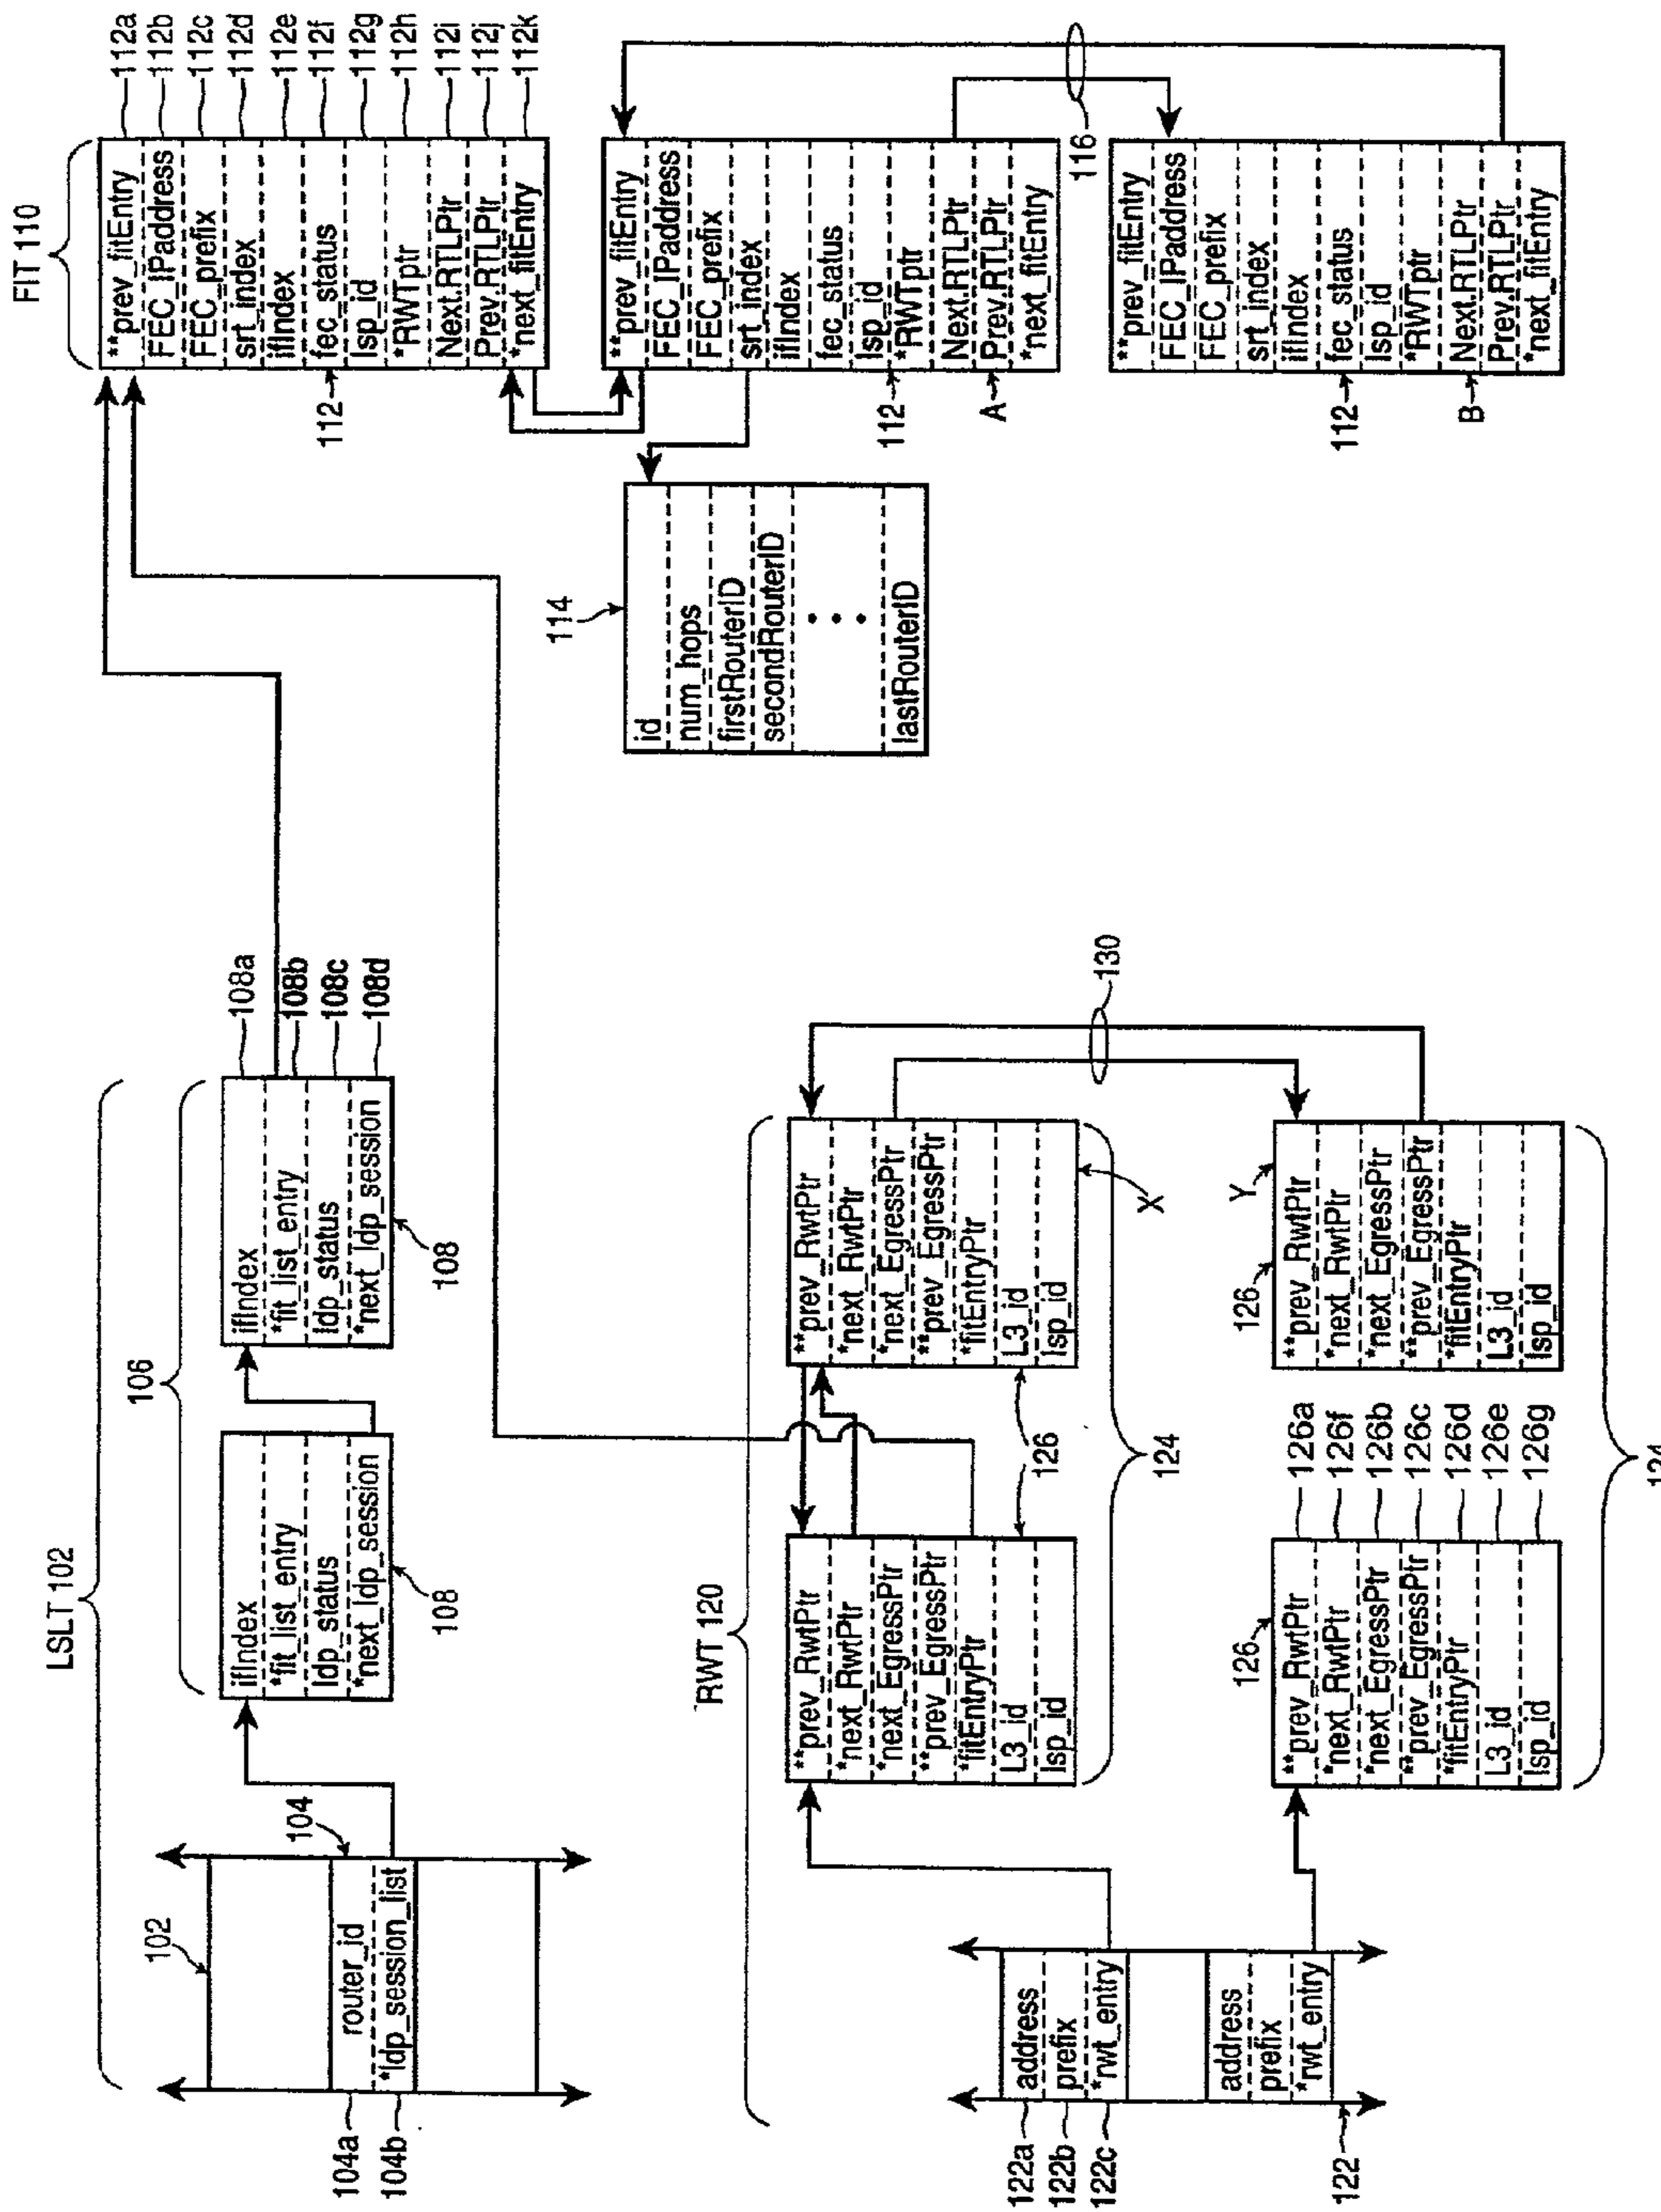 LSLT 102
102
104
router_id
*ldp_session_list
104a
104b
106
ifIndex
*fit_list_entry
ldp_status
*next_ldp_session
108
ifIndex
*fit_list_entry
ldp_status
*next_ldp_session
108
108a
108b
108c
108d
FIT 110
**prev_fitEntry
FEC_IPaddress
FEC_prefix
srt_index
ifIndex
fec_status
lsp_id
*RWTptr
Next.RTLPtr
Prev.RTLPtr
*next_fitEntry
112
112a
112b
112c
112d
112e
112f
112g
112h
112i
112j
112k
114
id
num_hops
firstRouterID
secondRouterID
lastRouterID
**prev_fitEntry
FEC_IPaddress
FEC_prefix
srt_index
ifIndex
fec_status
lsp_id
*RWTptr
Next.RTLPtr
Prev.RTLPtr
*next_fitEntry
112
A
116
**prev_fitEntry
FEC_IPaddress
FEC_prefix
srt_index
ifIndex
fec_status
lsp_id
*RWTptr
Next.RTLPtr
Prev.RTLPtr
*next_fitEntry
112
B
RWT 120
address
prefix
*rwt_entry
122a
122b
122c
address
prefix
*rwt_entry
122
**prev_RwtPtr
*next_RwtPtr
*next_EgressPtr
**prev_EgressPtr
*fitEntryPtr
L3_id
lsp_id
126
**prev_RwtPtr
*next_RwtPtr
*next_EgressPtr
**prev_EgressPtr
*fitEntryPtr
L3_id
lsp_id
X
124
130
126
**prev_RwtPtr
*next_RwtPtr
*next_EgressPtr
**prev_EgressPtr
*fitEntryPtr
L3_id
lsp_id
126a
126f
126b
126c
126d
126e
126g
126
Y
**prev_RwtPtr
*next_RwtPtr
*next_EgressPtr
**prev_EgressPtr
*fitEntryPtr
L3_id
lsp_id
124